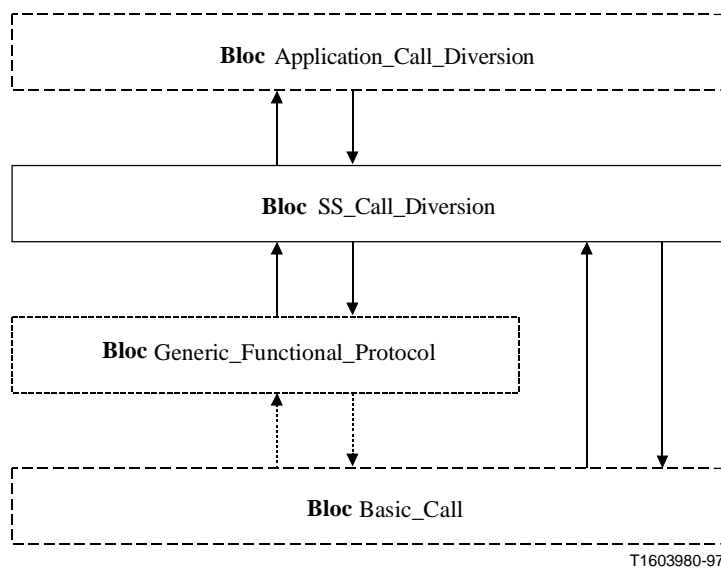 Bloc Application_Call_Diversion
Bloc SS_Call_Diversion
Bloc Generic_Functional_Protocol
Bloc Basic_Call
T1603980-97